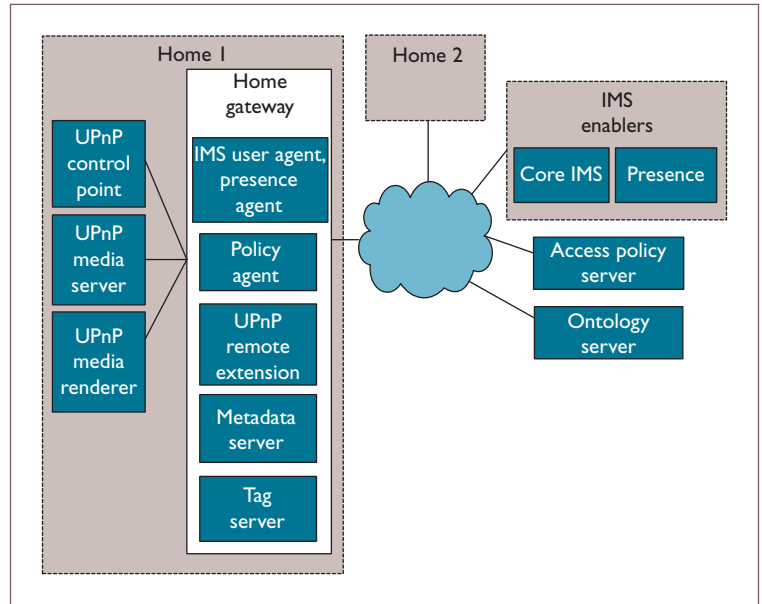 Home 1
Home
gateway
UPnP
control
point
UPnP
media
server
UPnP
media
renderer
IMS user agent,
presence
agent
Policy
agent
UPnP
remote
extension
Metadata
server
Tag
server
Home 2
IMS
enablers
Core IMS
Presence
Access policy
server
Ontology
server